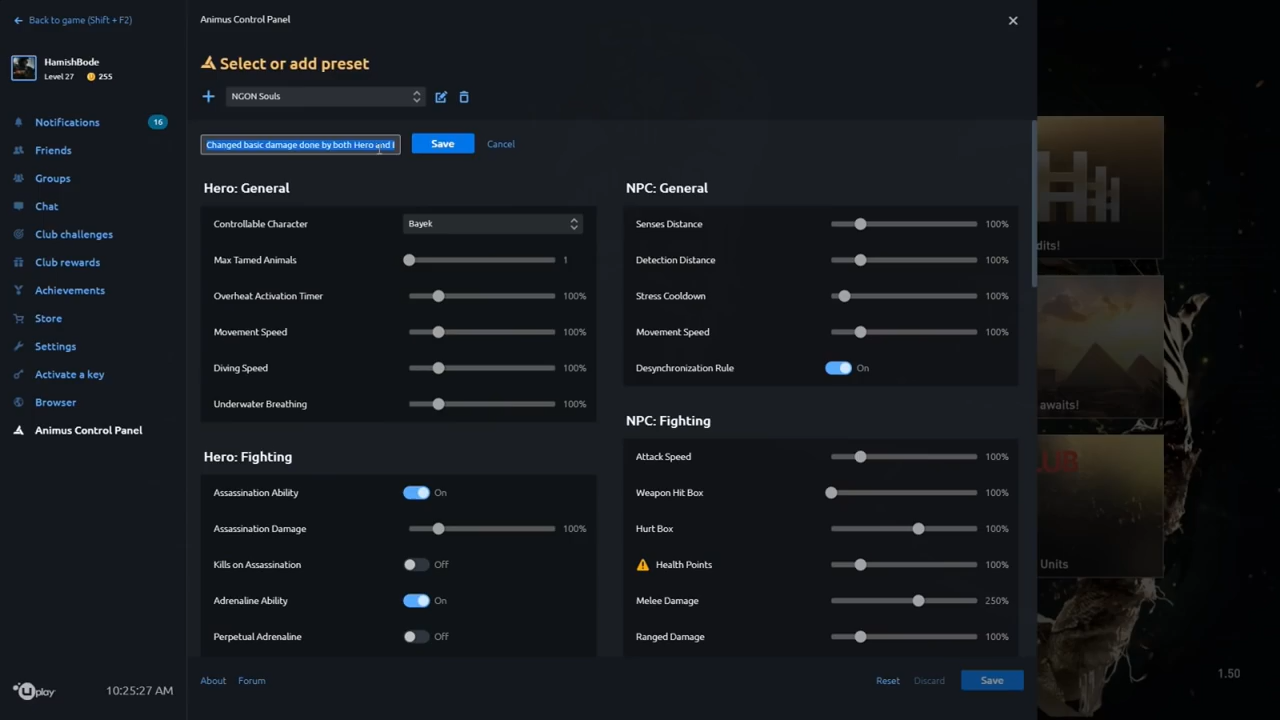 Back to game (Shift + F2)
HamishBode
Level 27
255
Notifications
16
Friends
Groups
Chat
Club challenges
Club rewards
Achievements
Store
Settings
Activate a key
Browser
Animus Control Panel
uplay
10:25:27 AM
Animus Control Panel
Select or add preset
NGON Souls
Changed basic damage done by both Hero and
Save
Cancel
Hero: General
Controllable Character
Bayek
Max Tamed Animals
1
Overheat Activation Timer
100%
Movement Speed
100%
Diving Speed
100%
Underwater Breathing
100%
Hero: Fighting
Assassination Ability
On
Assassination Damage
100%
Kills on Assassination
Off
Adrenaline Ability
On
Perpetual Adrenaline
Off
NPC: General
Senses Distance
100%
Detection Distance
100%
Stress Cooldown
100%
Movement Speed
100%
Desynchronization Rule
On
NPC: Fighting
Attack Speed
100%
Weapon Hit Box
100%
Hurt Box
100%
Health Points
100%
Melee Damage
250%
Ranged Damage
100%
About
Forum
Reset
Discard
Save
dits!
awaits!
LUB
Units
1.50